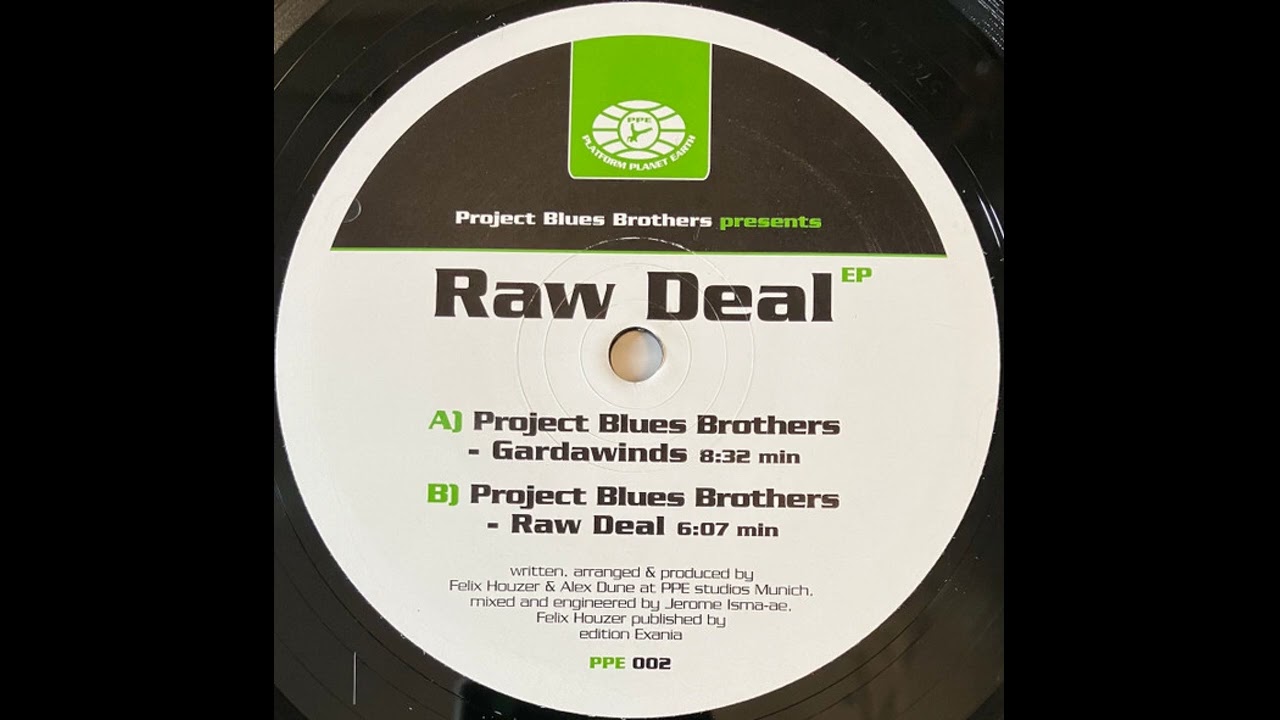 PPE
PLATFORM PLANET EARTH
Project Blues Brothers presents
Raw Deal EP
A) Project Blues Brothers
- Gardawinds 8:32 min
B) Project Blues Brothers
- Raw Deal 6:07 min
written, arranged & produced by
Felix Houzer & Alex Dune at PPE studios Munich,
mixed and engineered by Jerome Isma-ae,
Felix Houzer published by
edition Exania
PPE 002